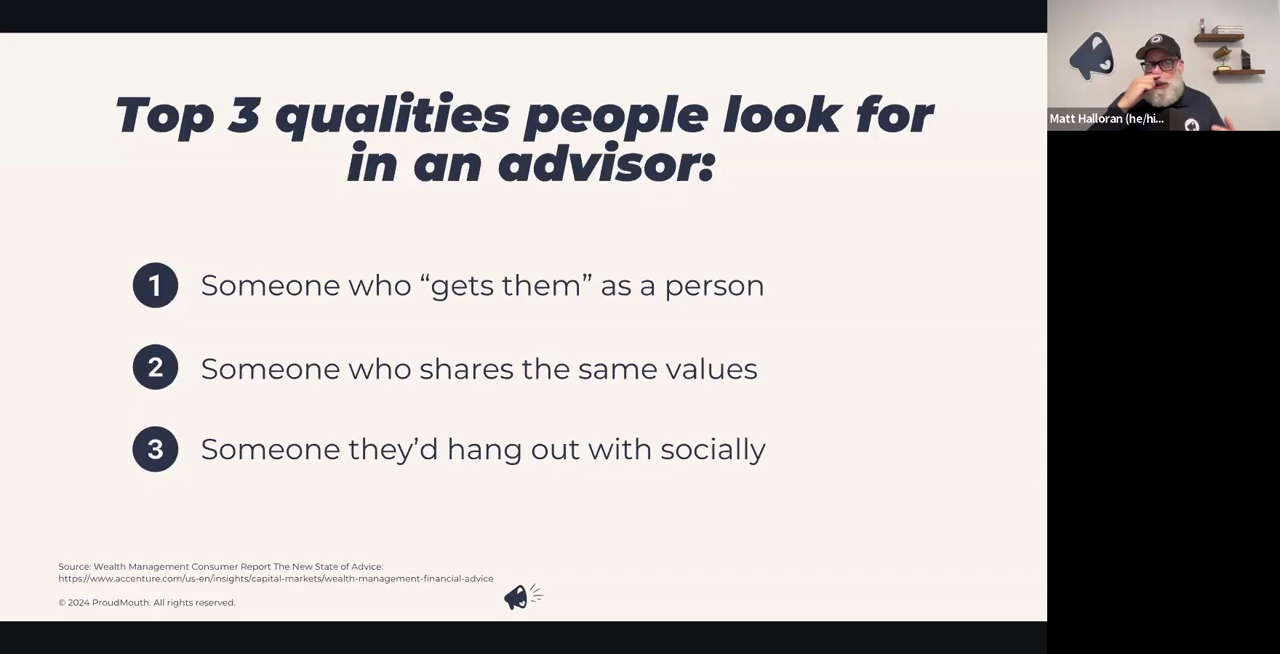 Top 3 qualities people look for
in an advisor:
1 Someone who “gets them” as a person
2 Someone who shares the same values
3 Someone they’d hang out with socially
Source: Wealth Management Consumer Report The New State of Advice:
https://www.accenture.com/us-en/insights/capital-markets/wealth-management-financial-advice
© 2024 ProudMouth. All rights reserved.
Matt Halloran (he/hi...